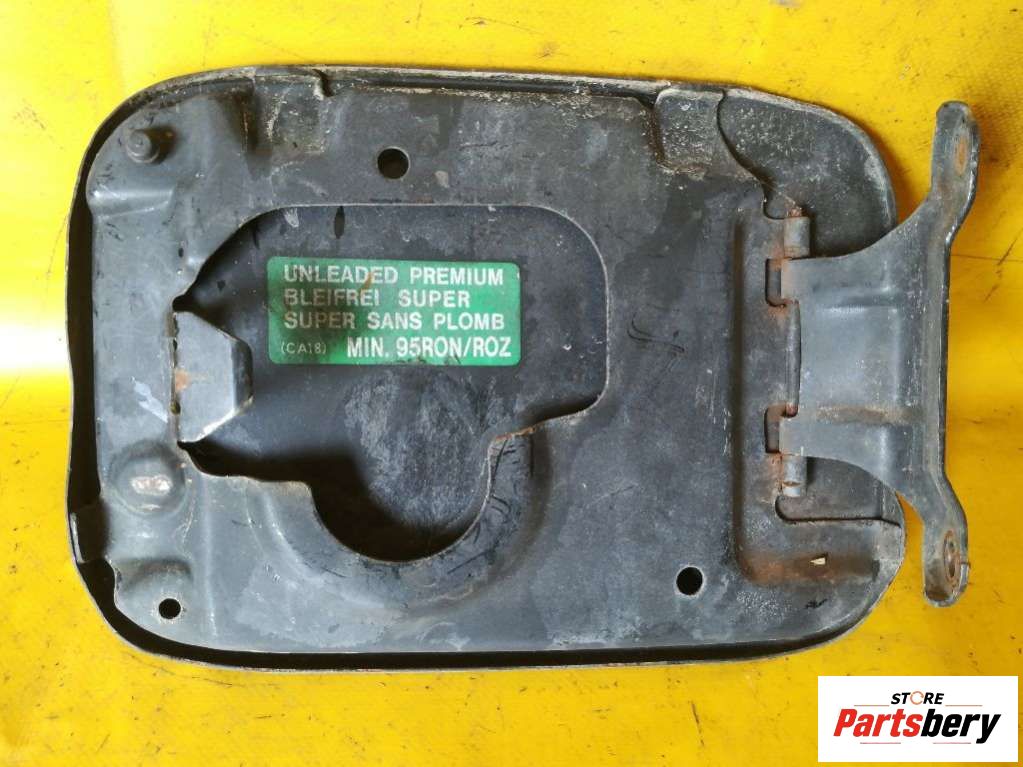 UNLEADED PREMIUM
BLEIFREI SUPER
SUPER SANS PLOMB
(CA18) MIN. 95RON/ROZ
STORE
Partsbery